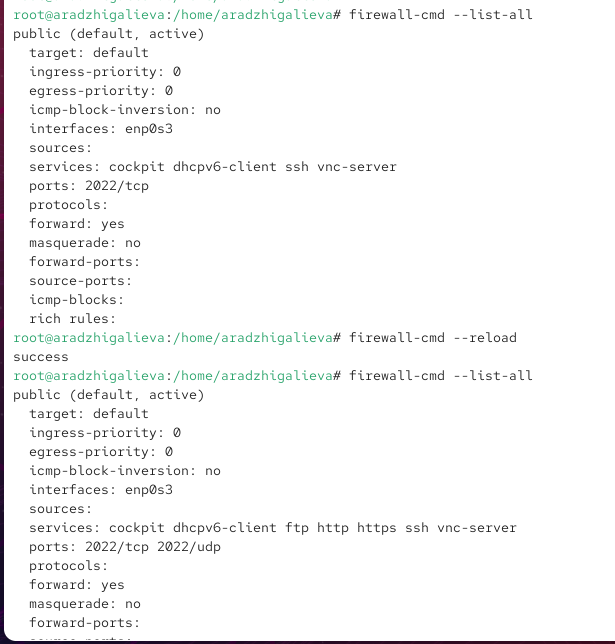 root@aradzhigalieva:/home/aradzhigalieva# firewall-cmd --list-all
public (default, active)
  target: default
  ingress-priority: 0
  egress-priority: 0
  icmp-block-inversion: no
  interfaces: enp0s3
  sources:
  services: cockpit dhcpv6-client ssh vnc-server
  ports: 2022/tcp
  protocols:
  forward: yes
  masquerade: no
  forward-ports:
  source-ports:
  icmp-blocks:
  rich rules:
root@aradzhigalieva:/home/aradzhigalieva# firewall-cmd --reload
success
root@aradzhigalieva:/home/aradzhigalieva# firewall-cmd --list-all
public (default, active)
  target: default
  ingress-priority: 0
  egress-priority: 0
  icmp-block-inversion: no
  interfaces: enp0s3
  sources:
  services: cockpit dhcpv6-client ftp http https ssh vnc-server
  ports: 2022/tcp 2022/udp
  protocols:
  forward: yes
  masquerade: no
  forward-ports: